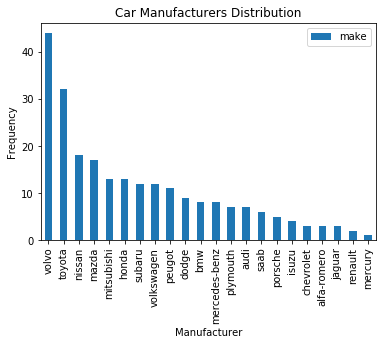 Car Manufacturers Distribution
make
Frequency
40
30
20
10
0
volvo
toyota
nissan
mazda
mitsubishi
honda
subaru
volkswagen
peugot
dodge
bmw
mercedes-benz
plymouth
audi
saab
porsche
isuzu
chevrolet
alfa-romero
jaguar
renault
mercury
Manufacturer